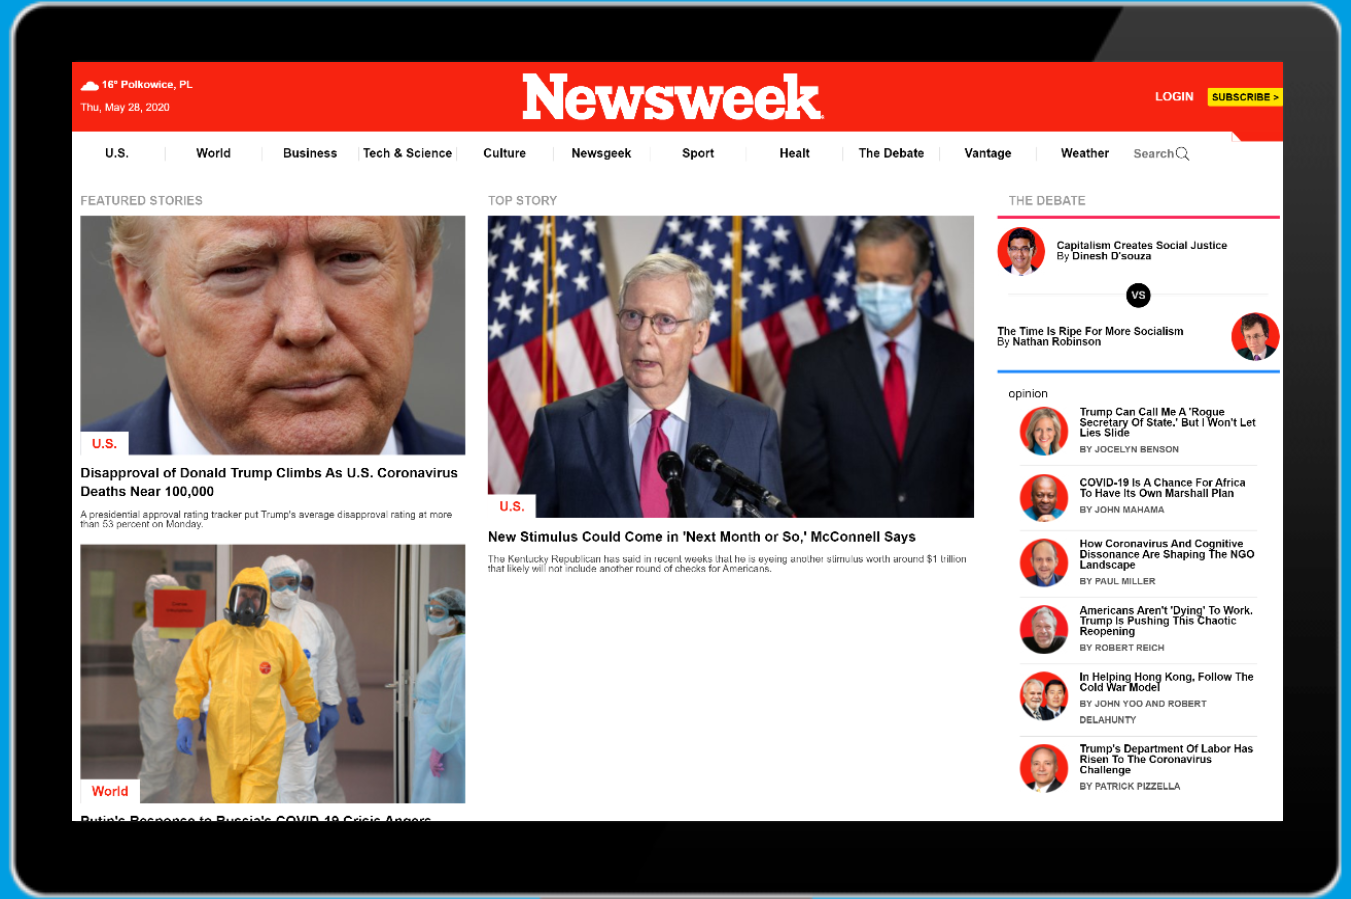 16° Polkowice, PL
Thu, May 28, 2020
Newsweek
LOGIN
SUBSCRIBE >
U.S.
World
Business
Tech & Science
Culture
Newsgeek
Sport
Healt
The Debate
Vantage
Weather
Search
FEATURED STORIES
U.S.
Disapproval of Donald Trump Climbs As U.S. Coronavirus
Deaths Near 100,000
A presidential approval rating tracker put Trump's average disapproval rating at more
than 53 percent on Monday.
World
Putin's Response to Russia's COVID-19 Crisis Angers
TOP STORY
U.S.
New Stimulus Could Come in 'Next Month or So,' McConnell Says
The Kentucky Republican has said in recent weeks that he is eyeing another stimulus worth around $1 trillion
that likely will not include another round of checks for Americans.
THE DEBATE
Capitalism Creates Social Justice
By Dinesh D'souza
VS
The Time Is Ripe For More Socialism
By Nathan Robinson
opinion
Trump Can Call Me A 'Rogue
Secretary Of State.' But I Won't Let
Lies Slide
BY JOCELYN BENSON
COVID-19 Is A Chance For Africa
To Have Its Own Marshall Plan
BY JOHN MAHAMA
How Coronavirus And Cognitive
Dissonance Are Shaping The NGO
Landscape
BY PAUL MILLER
Americans Aren't 'Dying' To Work.
Trump Is Pushing This Chaotic
Reopening
BY ROBERT REICH
In Helping Hong Kong, Follow The
Cold War Model
BY JOHN YOO AND ROBERT
DELAHUNTY
Trump's Department Of Labor Has
Risen To The Coronavirus
Challenge
BY PATRICK PIZZELLA